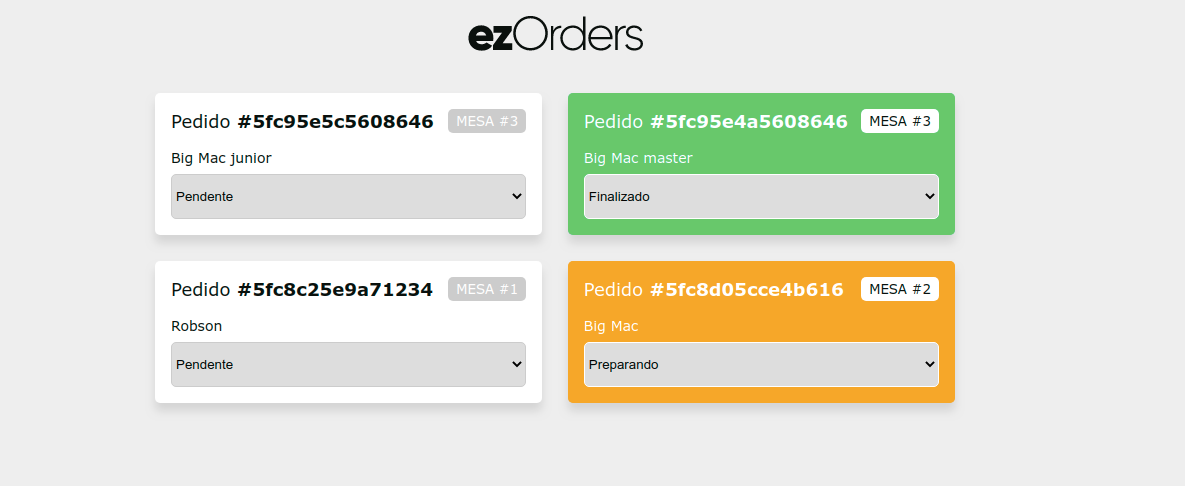 ezOrders
Pedido #5fc95e5c5608646 MESA #3
Big Mac junior
Pendente
Pedido #5fc95e4a5608646 MESA #3
Big Mac master
Finalizado
Pedido #5fc8c25e9a71234 MESA #1
Robson
Pendente
Pedido #5fc8d05cce4b616 MESA #2
Big Mac
Preparando